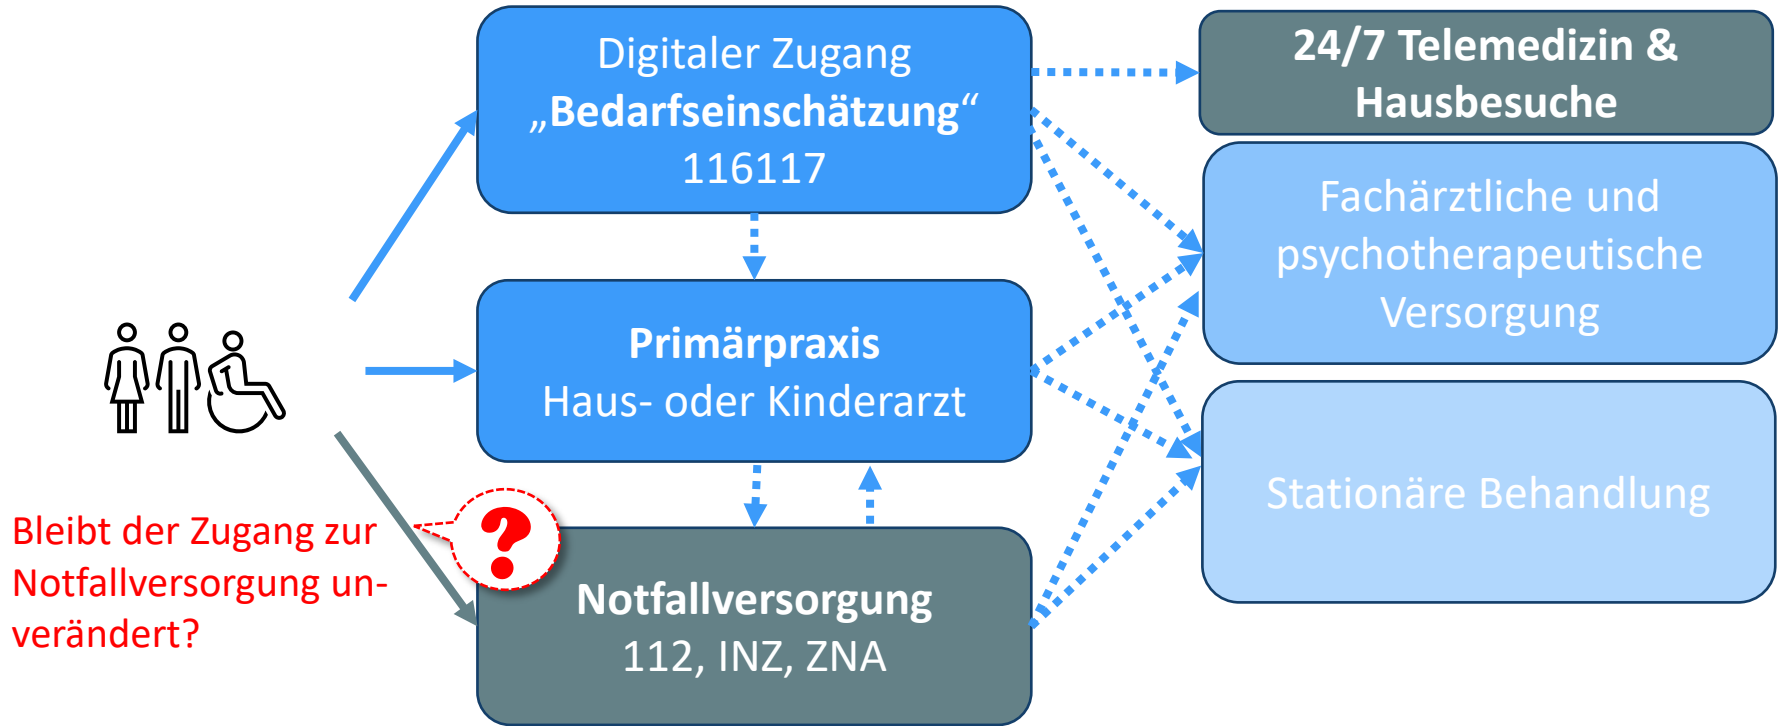 Digitaler Zugang
„Bedarfseinschätzung“
116117
24/7 Telemedizin &
Hausbesuche
Fachärztliche und
psychotherapeutische
Versorgung
Primärpraxis
Haus- oder Kinderarzt
Stationäre Behandlung
Bleibt der Zugang zur
Notfallversorgung un-
verändert?
?
Notfallversorgung
112, INZ, ZNA